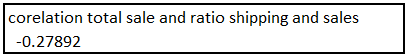 corelation total sale and ratio shipping and sales
-0.27892